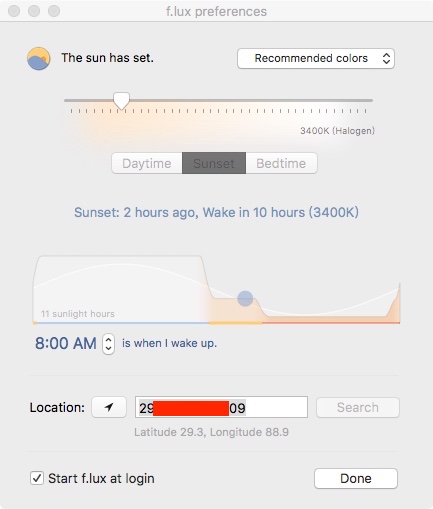 f.lux preferences
The sun has set.
Recommended colors
3400K (Halogen)
Daytime Sunset Bedtime
Sunset: 2 hours ago, Wake in 10 hours (3400K)
11 sunlight hours
8:00 AM is when I wake up.
Location: 29 09 Search
Latitude 29.3, Longitude 88.9
Start f.lux at login
Done